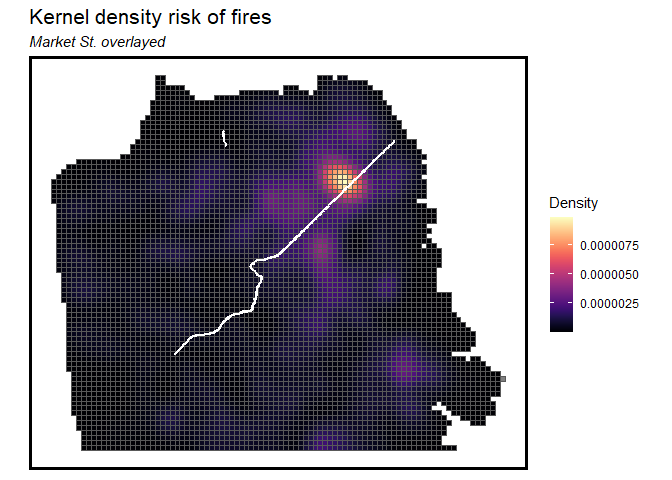 Kernel density risk of fires
Market St. overlayed
Density
0.0000075
0.0000050
0.0000025